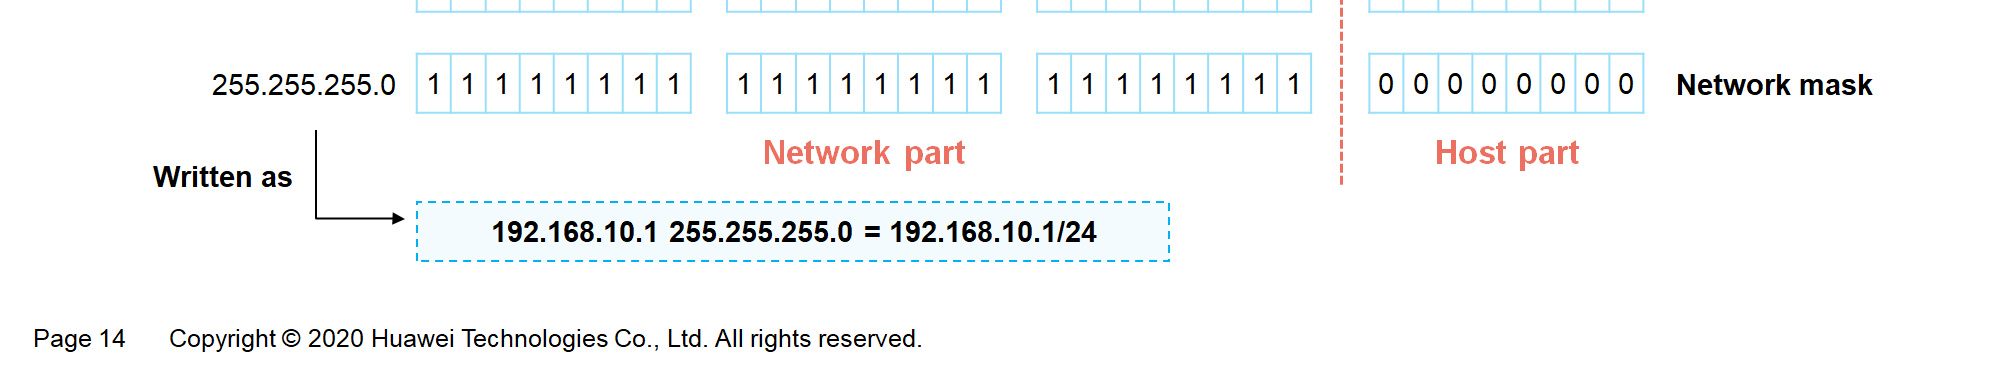 255.255.255.0 1 1 1 1 1 1 1 1 1 1 1 1 1 1 1 1 1 1 1 1 1 1 1 1 0 0 0 0 0 0 0 0 Network mask
Network part Host part
Written as
192.168.10.1 255.255.255.0 = 192.168.10.1/24
Page 14 Copyright © 2020 Huawei Technologies Co., Ltd. All rights reserved.